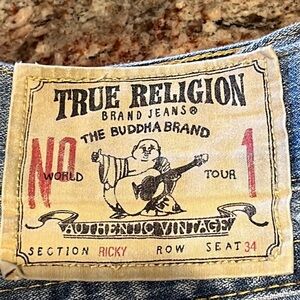 TRUE RELIGION
BRAND JEANS®
THE BUDDHA BRAND
NO 1
WORLD TOUR
AUTHENTIC VINTAGE
SECTION RICKY ROW SEAT 34